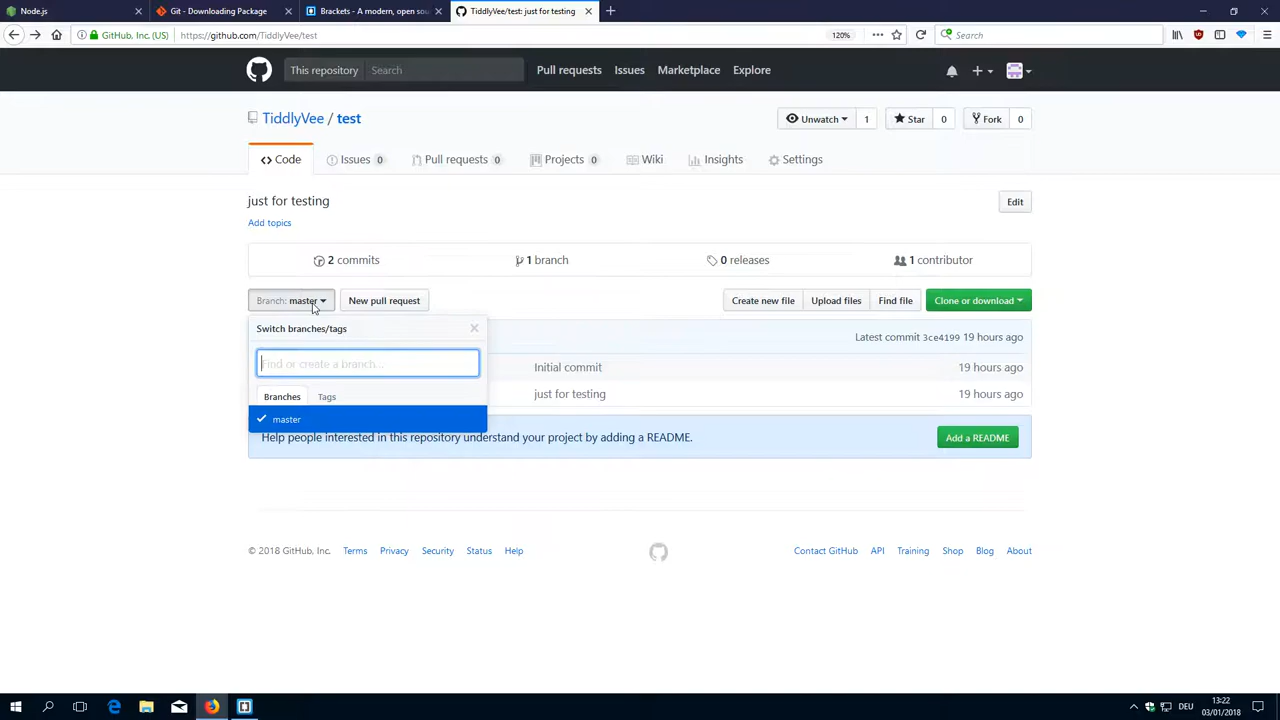 Node.js
Git - Downloading Package
Brackets - A modern, open sou
TiddlyVee/test: just for testing
GitHub, Inc. (US)
https://github.com/TiddlyVee/test
120%
Search
This repository
Search
Pull requests
Issues
Marketplace
Explore
TiddlyVee / test
Unwatch
1
Star
0
Fork
0
Code
Issues 0
Pull requests 0
Projects 0
Wiki
Insights
Settings
just for testing
Edit
Add topics
2 commits
1 branch
0 releases
1 contributor
Branch: master
New pull request
Create new file
Upload files
Find file
Clone or download
Switch branches/tags
Latest commit 3ce4199 19 hours ago
Find or create a branch...
Initial commit
19 hours ago
Branches
Tags
just for testing
19 hours ago
master
Help people interested in this repository understand your project by adding a README.
Add a README
© 2018 GitHub, Inc.
Terms
Privacy
Security
Status
Help
Contact GitHub
API
Training
Shop
Blog
About
DEU
13:22
03/01/2018